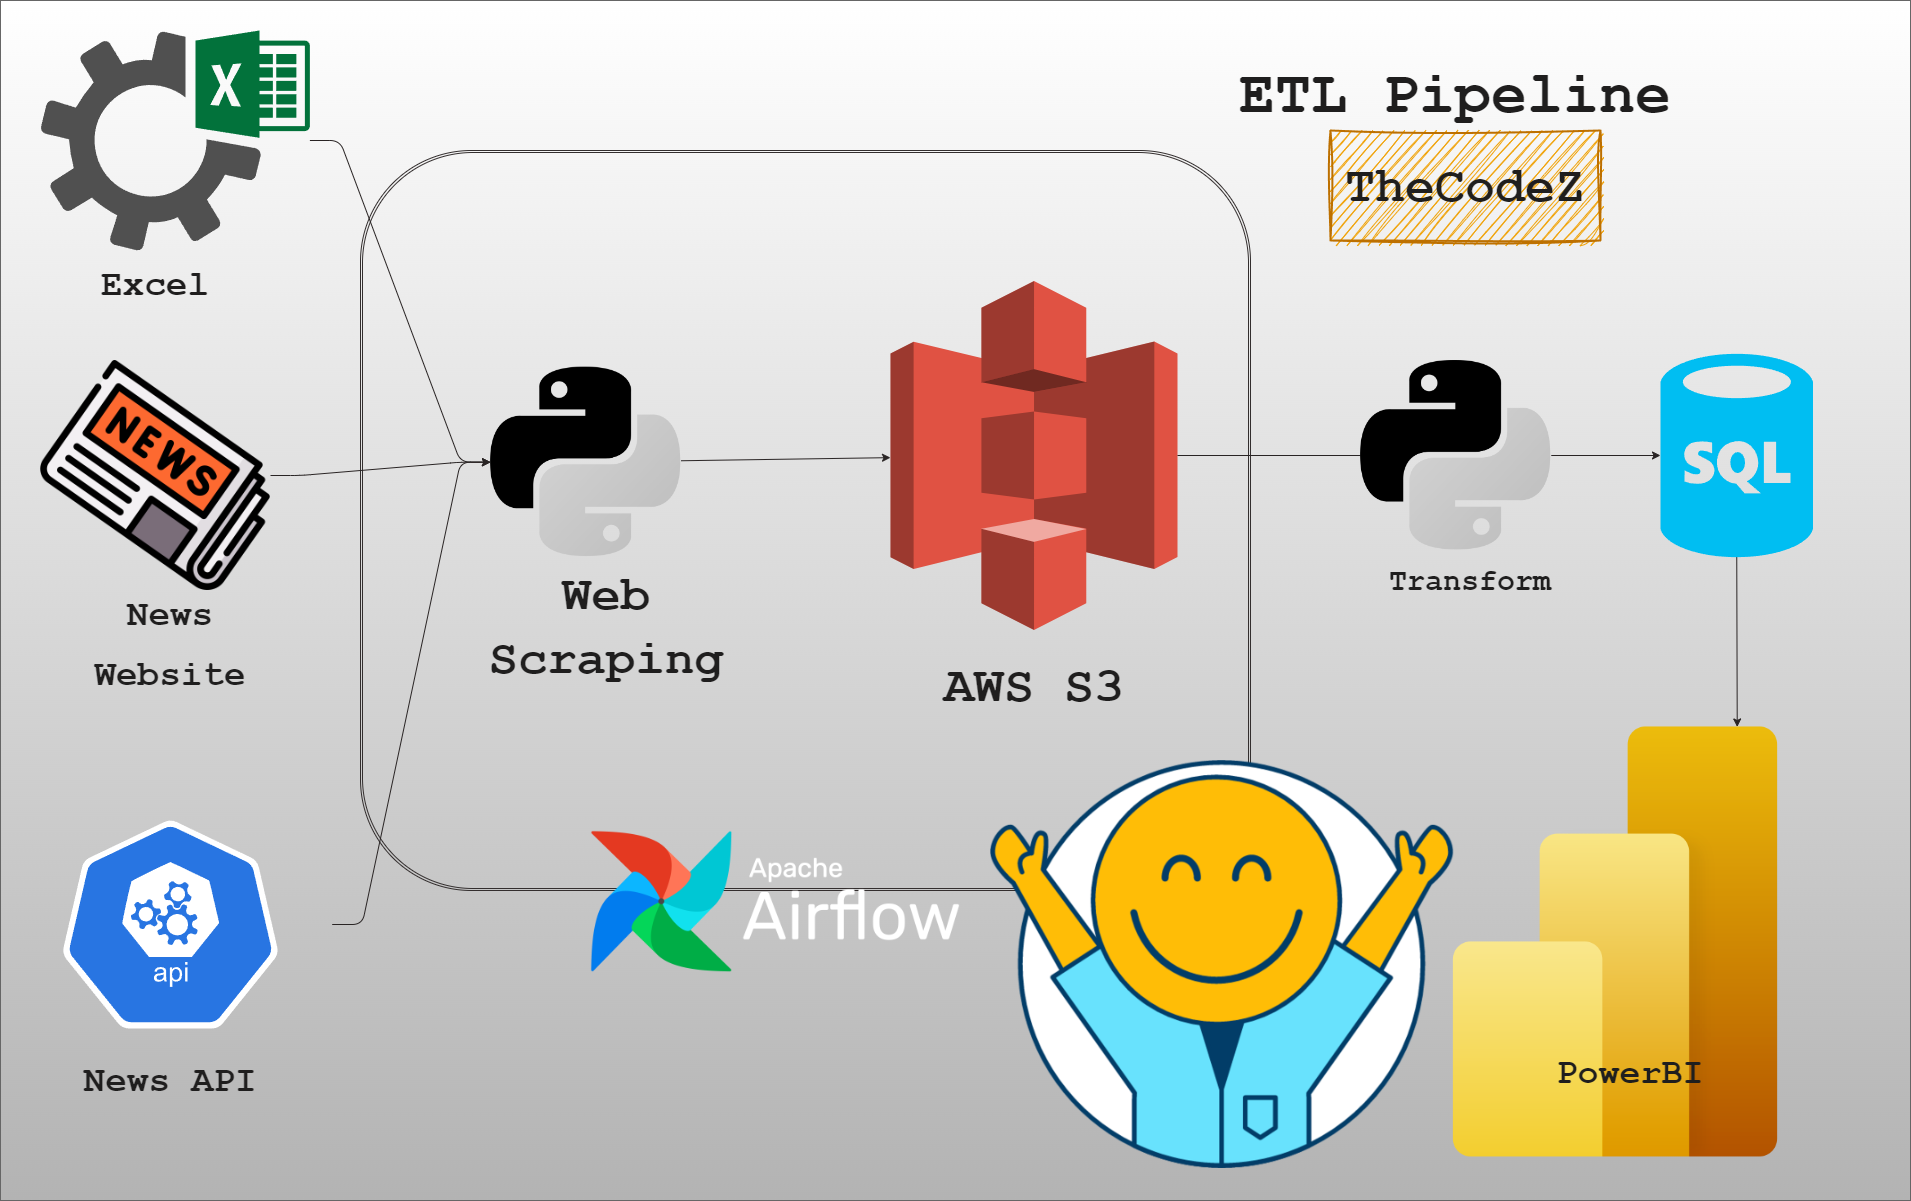 ETL Pipeline
TheCodeZ
X
Excel
NEWS
News
Website
api
News API
Web
Scraping
AWS S3
Apache
Airflow
Transform
SQL
PowerBI